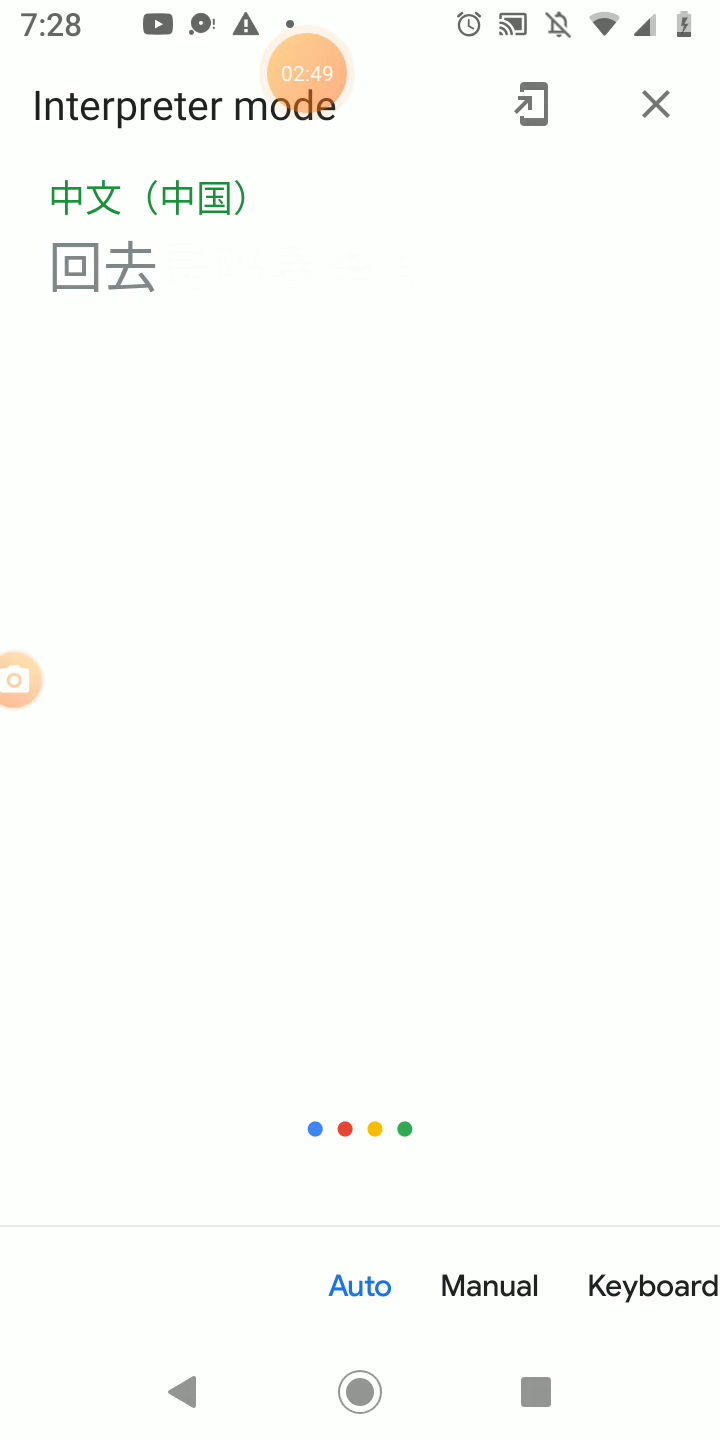 7:28
02:49
Interpreter mode
中文（中国）
回去
Auto Manual Keyboard